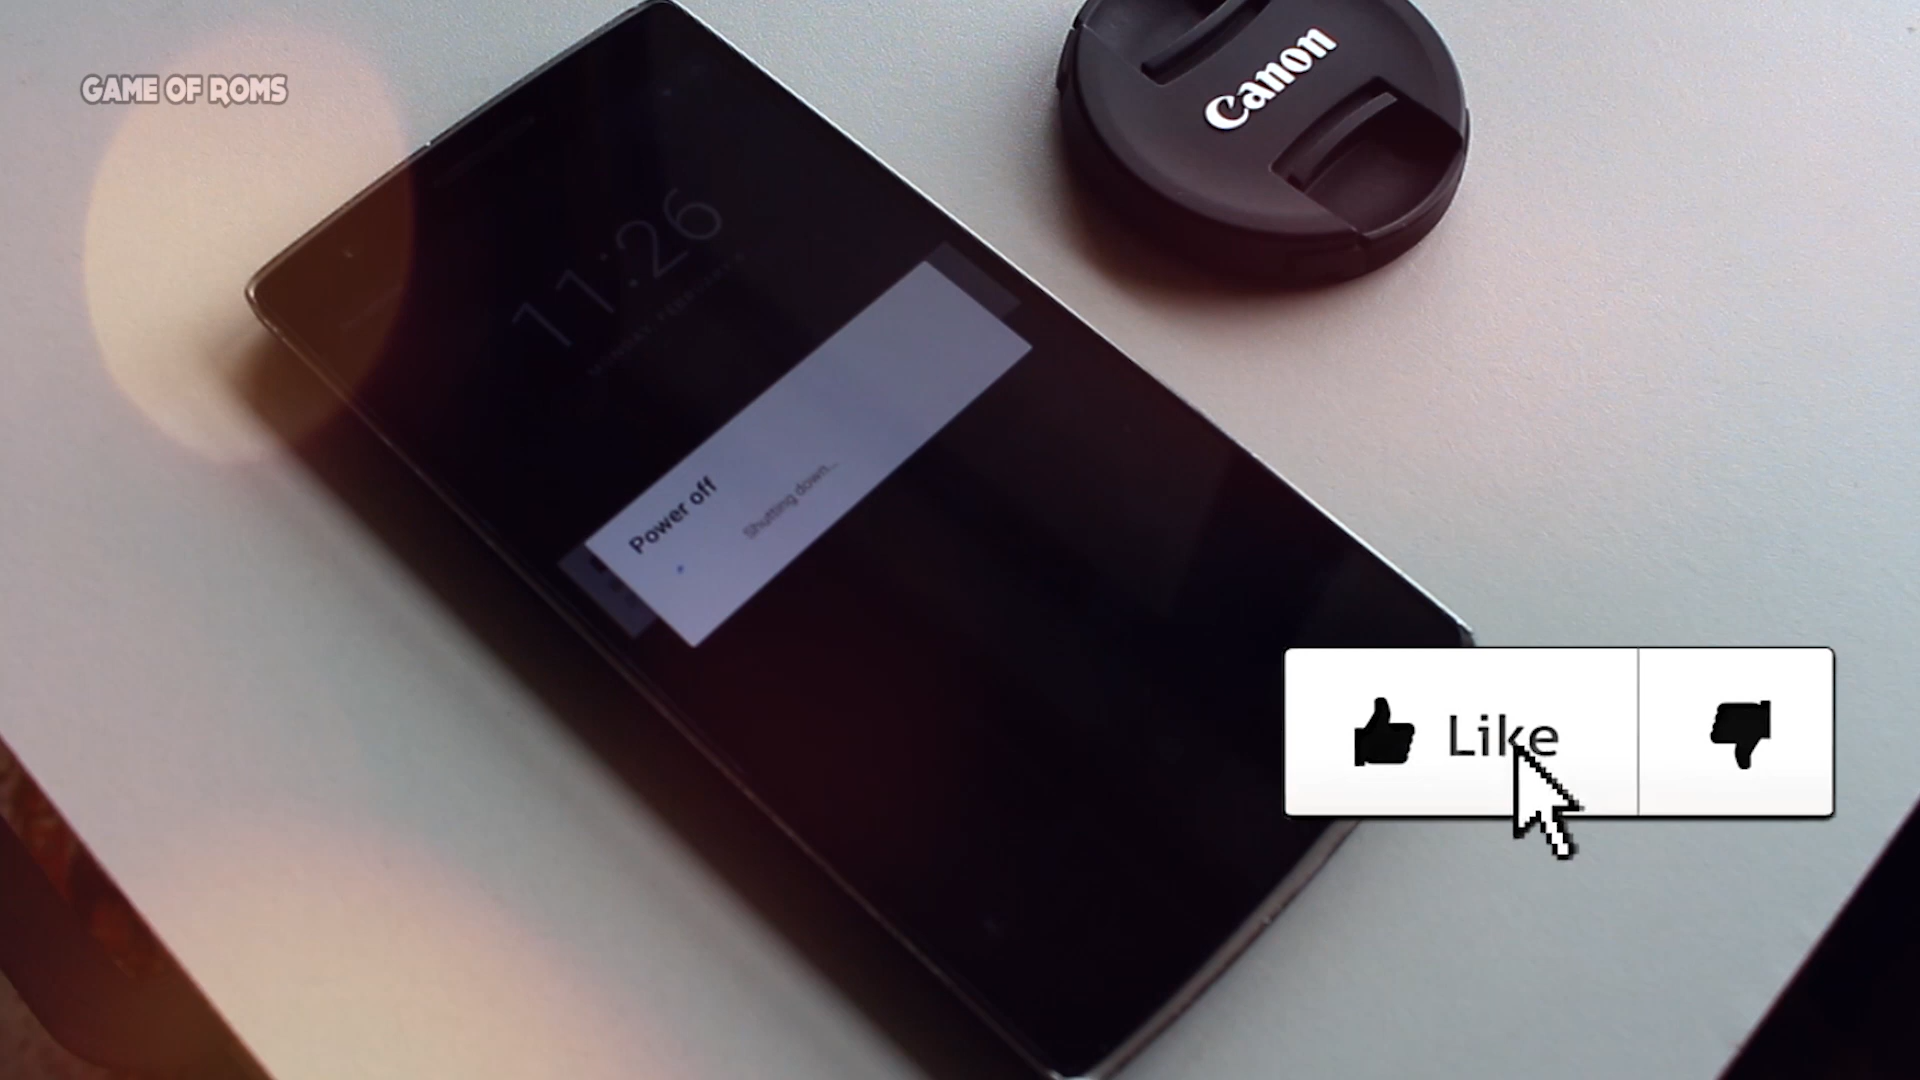 GAME OF ROMS
Canon
11:26
Power off
Shutting down...
Like